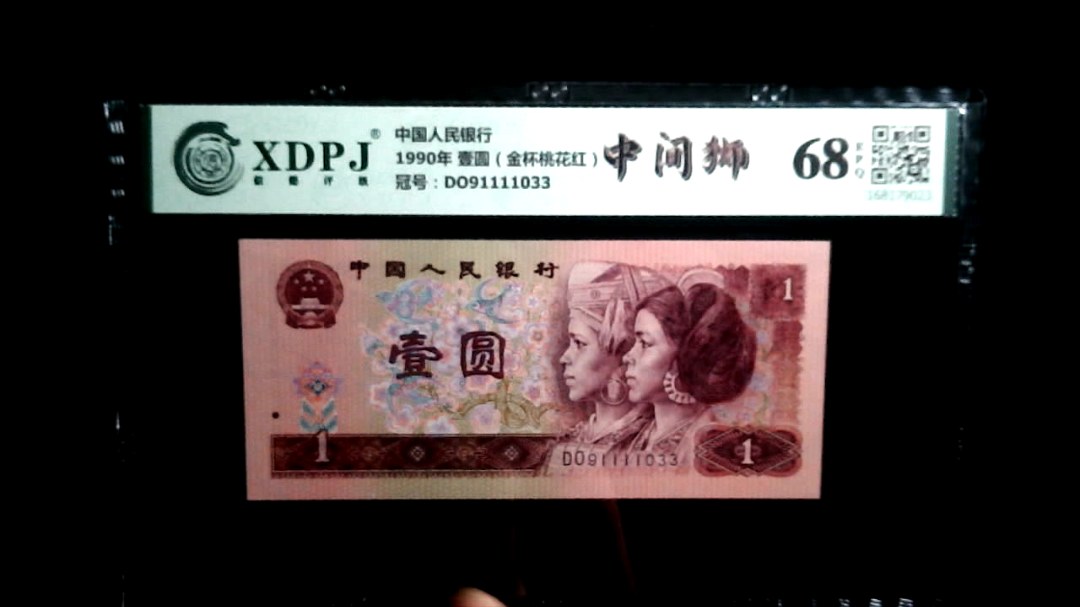 XDPJ®
中国人民银行
1990年 壹圆（金杯桃花红）
冠号：DO91111033
中间狮
68
EPQ
168179023
中国人民银行
1
壹圆
1
DO91111033
1